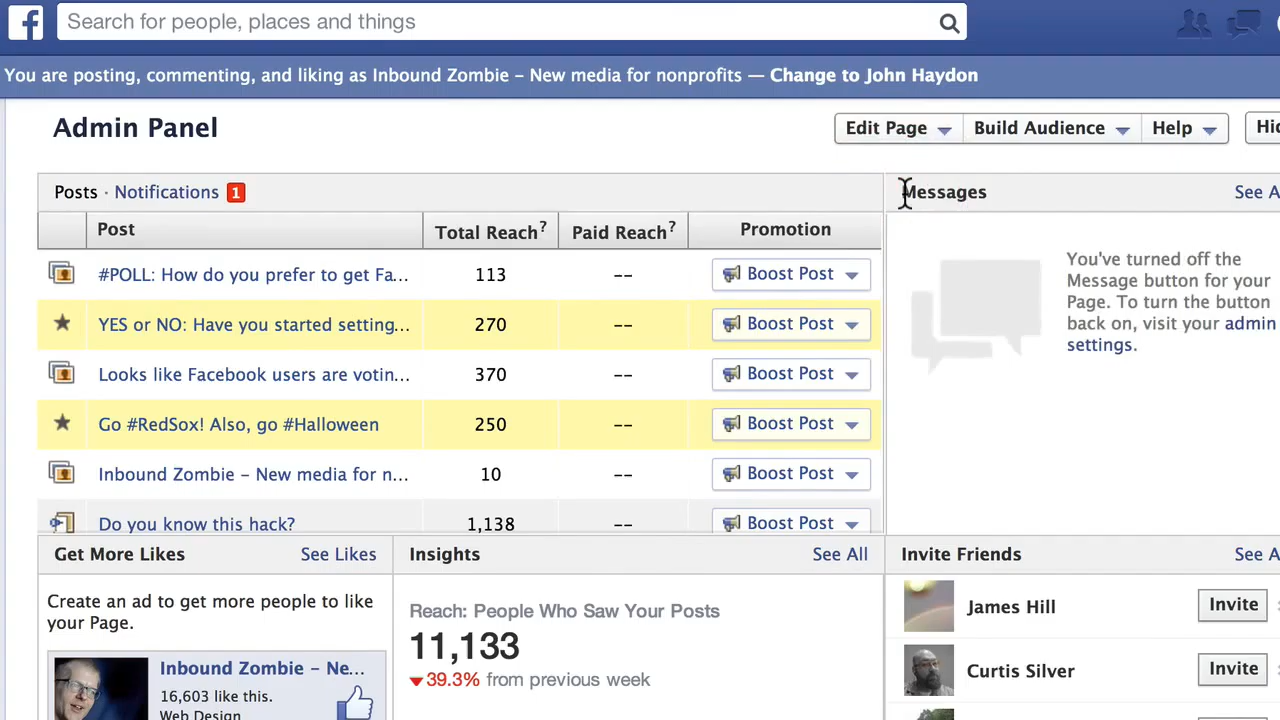 f
Search for people, places and things
You are posting, commenting, and liking as Inbound Zombie – New media for nonprofits — Change to John Haydon
Admin Panel
Edit Page
Build Audience
Help
Hid
Posts · Notifications 1
Messages
See A
Post
Total Reach?
Paid Reach?
Promotion
#POLL: How do you prefer to get Fa...
113
--
Boost Post
YES or NO: Have you started setting...
270
--
Boost Post
Looks like Facebook users are votin...
370
--
Boost Post
Go #RedSox! Also, go #Halloween
250
--
Boost Post
Inbound Zombie – New media for n...
10
--
Boost Post
Do you know this hack?
1,138
--
Boost Post
You've turned off the
Message button for your
Page. To turn the button
back on, visit your admin
settings.
Get More Likes
See Likes
Create an ad to get more people to like
your Page.
Inbound Zombie – Ne...
16,603 like this.
Web Design
Insights
See All
Reach: People Who Saw Your Posts
11,133
39.3% from previous week
Invite Friends
See A
James Hill
Invite
Curtis Silver
Invite